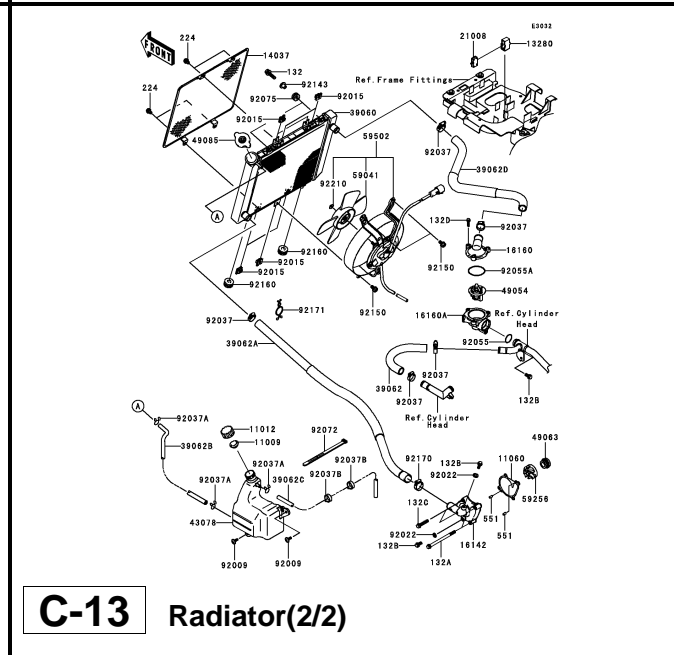 E3032
FRONT
224
14037
21008
13280
132
Ref.Frame Fittings
92143
224
92075
92015
92015
39060
49085
59502
92037
39062D
59041
92210
132D
92037
A
16160
92160
92015
92150
92055A
92015
92160
49054
92171
92150
16160A
Ref.Cylinder
Head
92037
39062A
92055
39062
92037
92037
132B
A
92037A
Ref.Cylinder
Head
11012
11009
92072
49063
39062B
92170
132B
11060
92037A
92037A
39062C
92037B
92037B
92022
132C
59256
43078
551
92022
551
132B
16142
92009
92009
132A
C-13
Radiator(2/2)